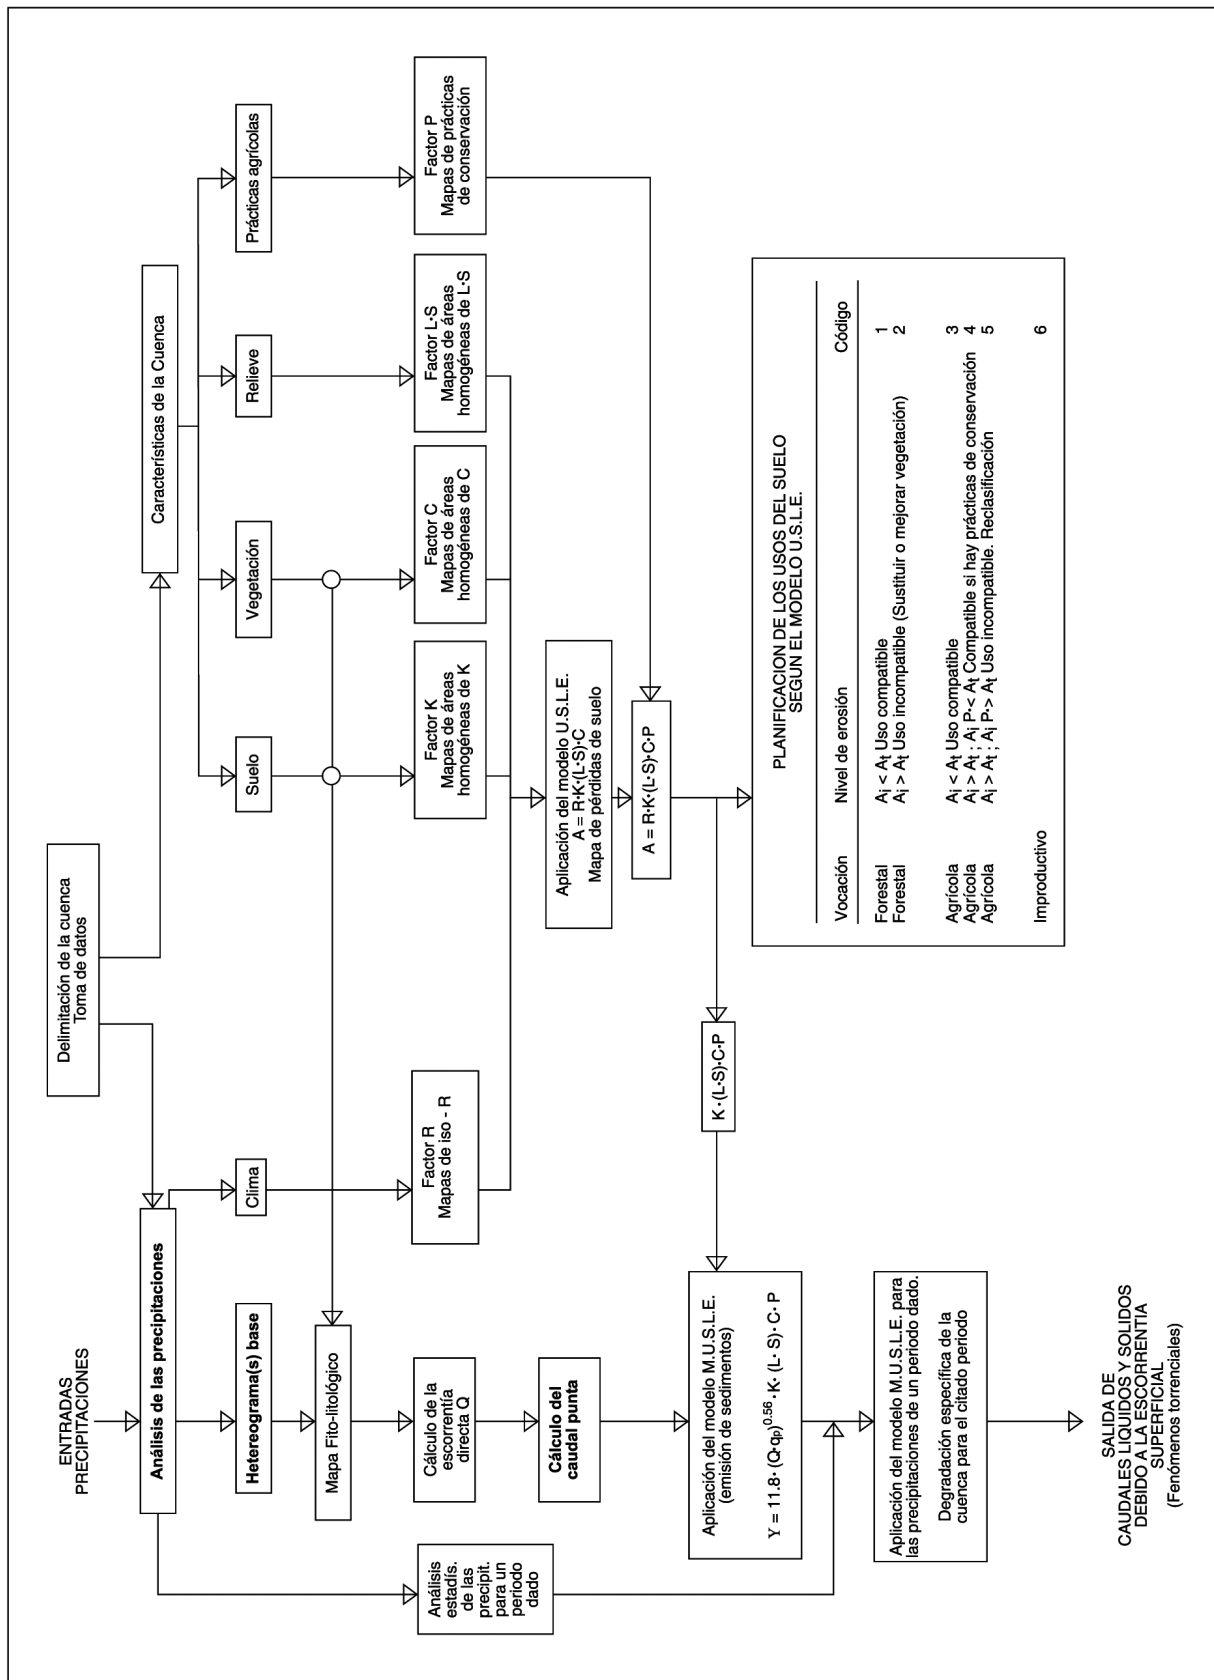 ENTRADAS
PRECIPITACIONES
Delimitación de la cuenca
Toma de datos
Análisis de las precipitaciones
Características de la Cuenca
Hetereograma(s) base
Clima
Suelo
Vegetación
Relieve
Prácticas agrícolas
Mapa Fito-litológico
Análisis
estadís.
de las
precipit.
para un
periodo
dado
Cálculo de la
escorrentía
directa Q
Factor R
Mapas de iso - R
Factor K
Mapas de áreas
homogéneas de K
Factor C
Mapas de áreas
homogéneas de C
Factor L·S
Mapas de áreas
homogéneas de L·S
Factor P
Mapas de prácticas
de conservación
Cálculo del
caudal punta
Aplicación del modelo U.S.L.E.
A = R·K·(L·S)·C
Mapa de pérdidas de suelo
A = R·K·(L·S)·C·P
Aplicación del modelo M.U.S.L.E.
(emisión de sedimentos)
Y = 11.8· (Q·qp)^0.56 · K· (L· S)· C· P
K·(L·S)·C·P
PLANIFICACION DE LOS USOS DEL SUELO
SEGUN EL MODELO U.S.L.E.
Vocación Nivel de erosión Código
Forestal Ai < At Uso compatible 1
Forestal Ai > At Uso incompatible (Sustituir o mejorar vegetación) 2
Agrícola Ai < At Uso compatible 3
Agrícola Ai > At ; Ai P·< At Compatible si hay prácticas de conservación 4
Agrícola Ai > At ; Ai P·> At Uso incompatible. Reclasificación 5
Improductivo 6
Aplicación del modelo M.U.S.L.E. para
las precipitaciones de un periodo dado.
Degradación específica de la
cuenca para el citado periodo
SALIDA DE
CAUDALES LIQUIDOS Y SOLIDOS
DEBIDO A LA ESCORRENTIA
SUPERFICIAL
(Fenómenos torrenciales)